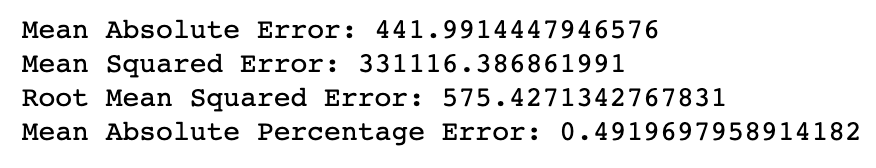 Mean Absolute Error: 441.9914447946576
Mean Squared Error: 331116.386861991
Root Mean Squared Error: 575.4271342767831
Mean Absolute Percentage Error: 0.4919697958914182